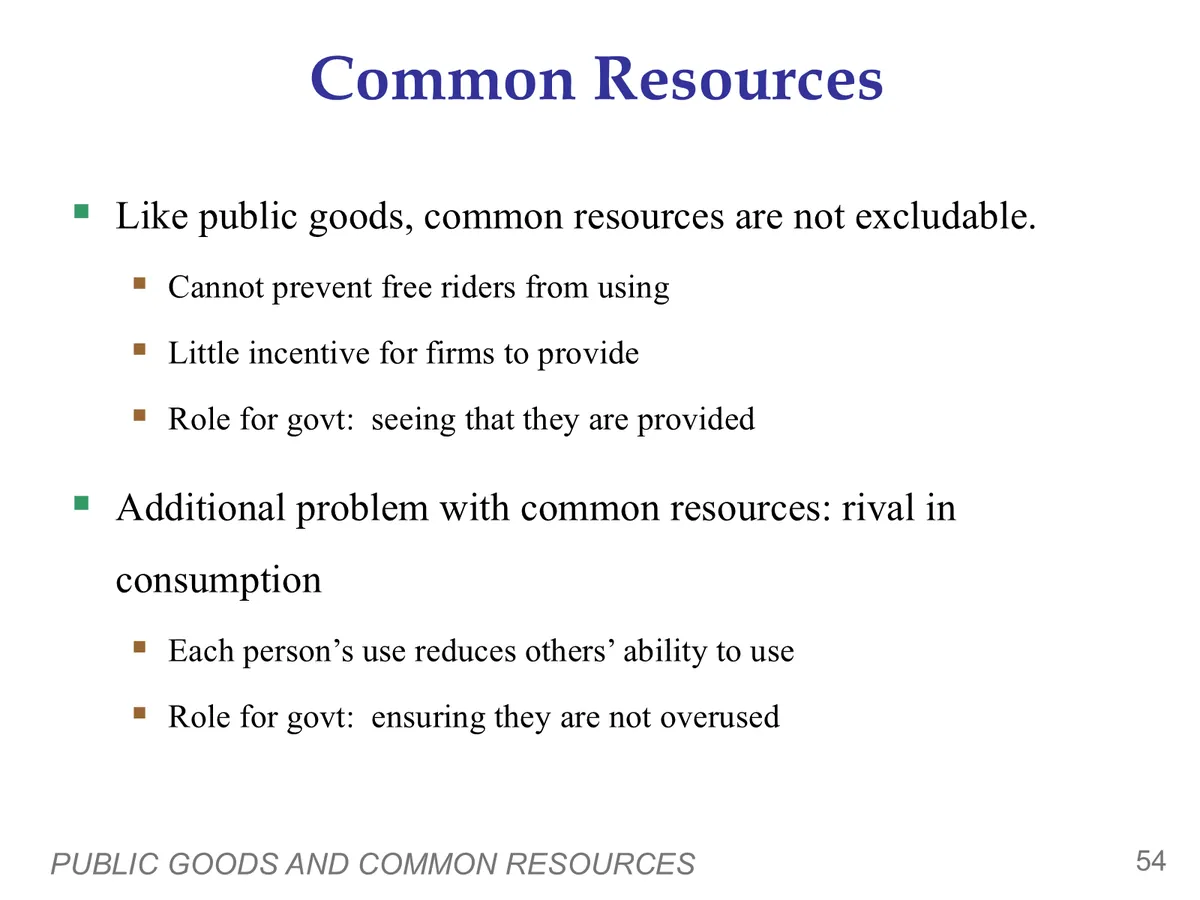 Common Resources
Like public goods, common resources are not excludable.
Cannot prevent free riders from using
Little incentive for firms to provide
Role for govt:  seeing that they are provided
Additional problem with common resources: rival in
consumption
Each person’s use reduces others’ ability to use
Role for govt:  ensuring they are not overused
PUBLIC GOODS AND COMMON RESOURCES
54